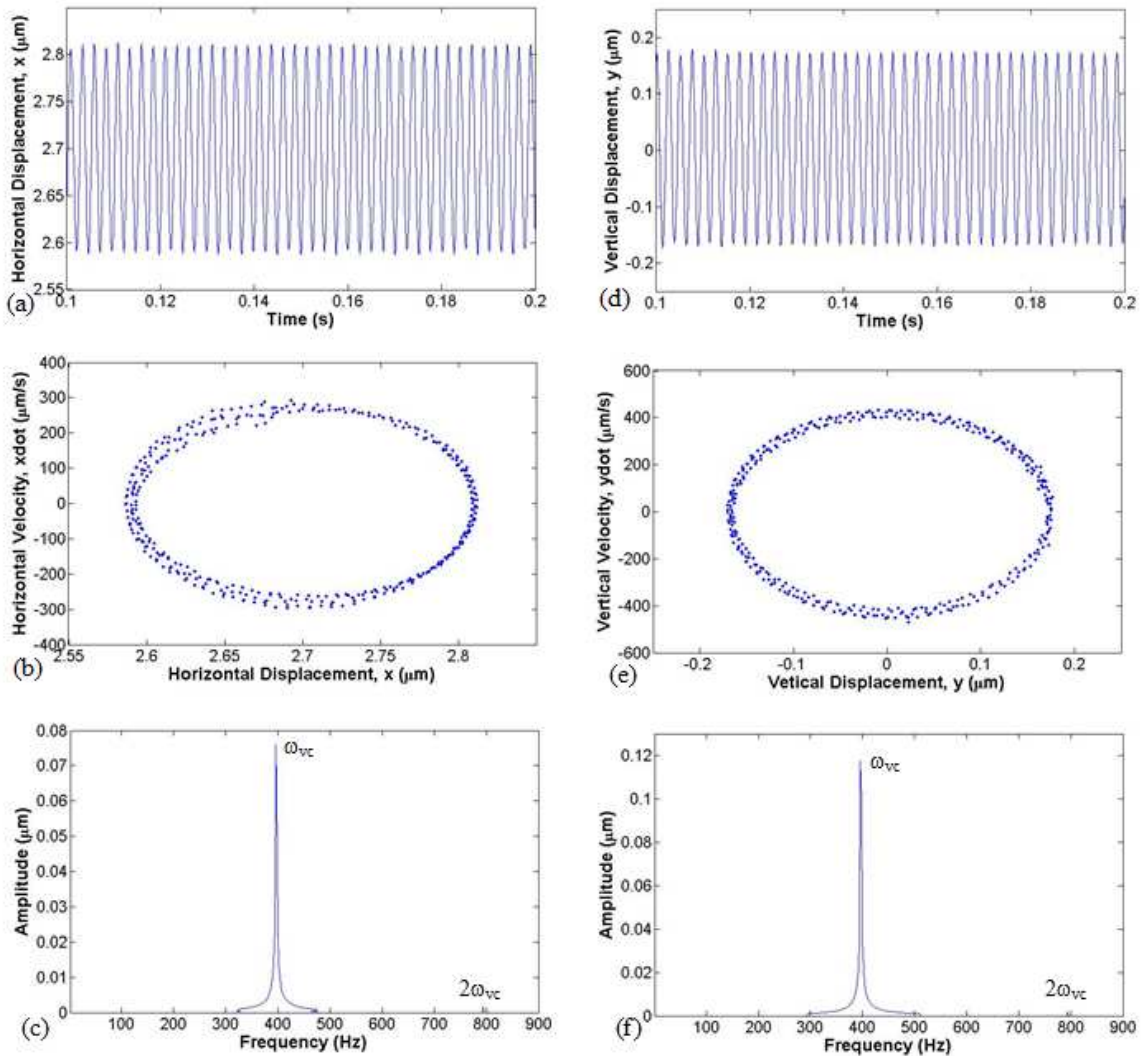 2.8
2.75
2.7
2.65
2.6
2.55
Horizontal Displacement, x (μm)
0.1 0.12 0.14 0.16 0.18 0.2
Time (s)
(a)
0.2
0.1
0
-0.1
-0.2
Vertical Displacement, y (μm)
0.1 0.12 0.14 0.16 0.18 0.2
Time (s)
(d)
400
300
200
100
0
-100
-200
-300
-400
Horizontal Velocity, xdot (μm/s)
2.55 2.6 2.65 2.7 2.75 2.8
Horizontal Displacement, x (μm)
(b)
600
400
200
0
-200
-400
-600
Vertical Velocity, ydot (μm/s)
-0.2 -0.1 0 0.1 0.2
Vetical Displacement, y (μm)
(e)
0.08
0.07
0.06
0.05
0.04
0.03
0.02
0.01
0
Amplitude (μm)
ωvc
2ωvc
100 200 300 400 500 600 700 800 900
Frequency (Hz)
(c)
0.12
0.1
0.08
0.06
0.04
0.02
0
Amplitude (μm)
ωvc
2ωvc
100 200 300 400 500 600 700 800 900
Frequency (Hz)
(f)